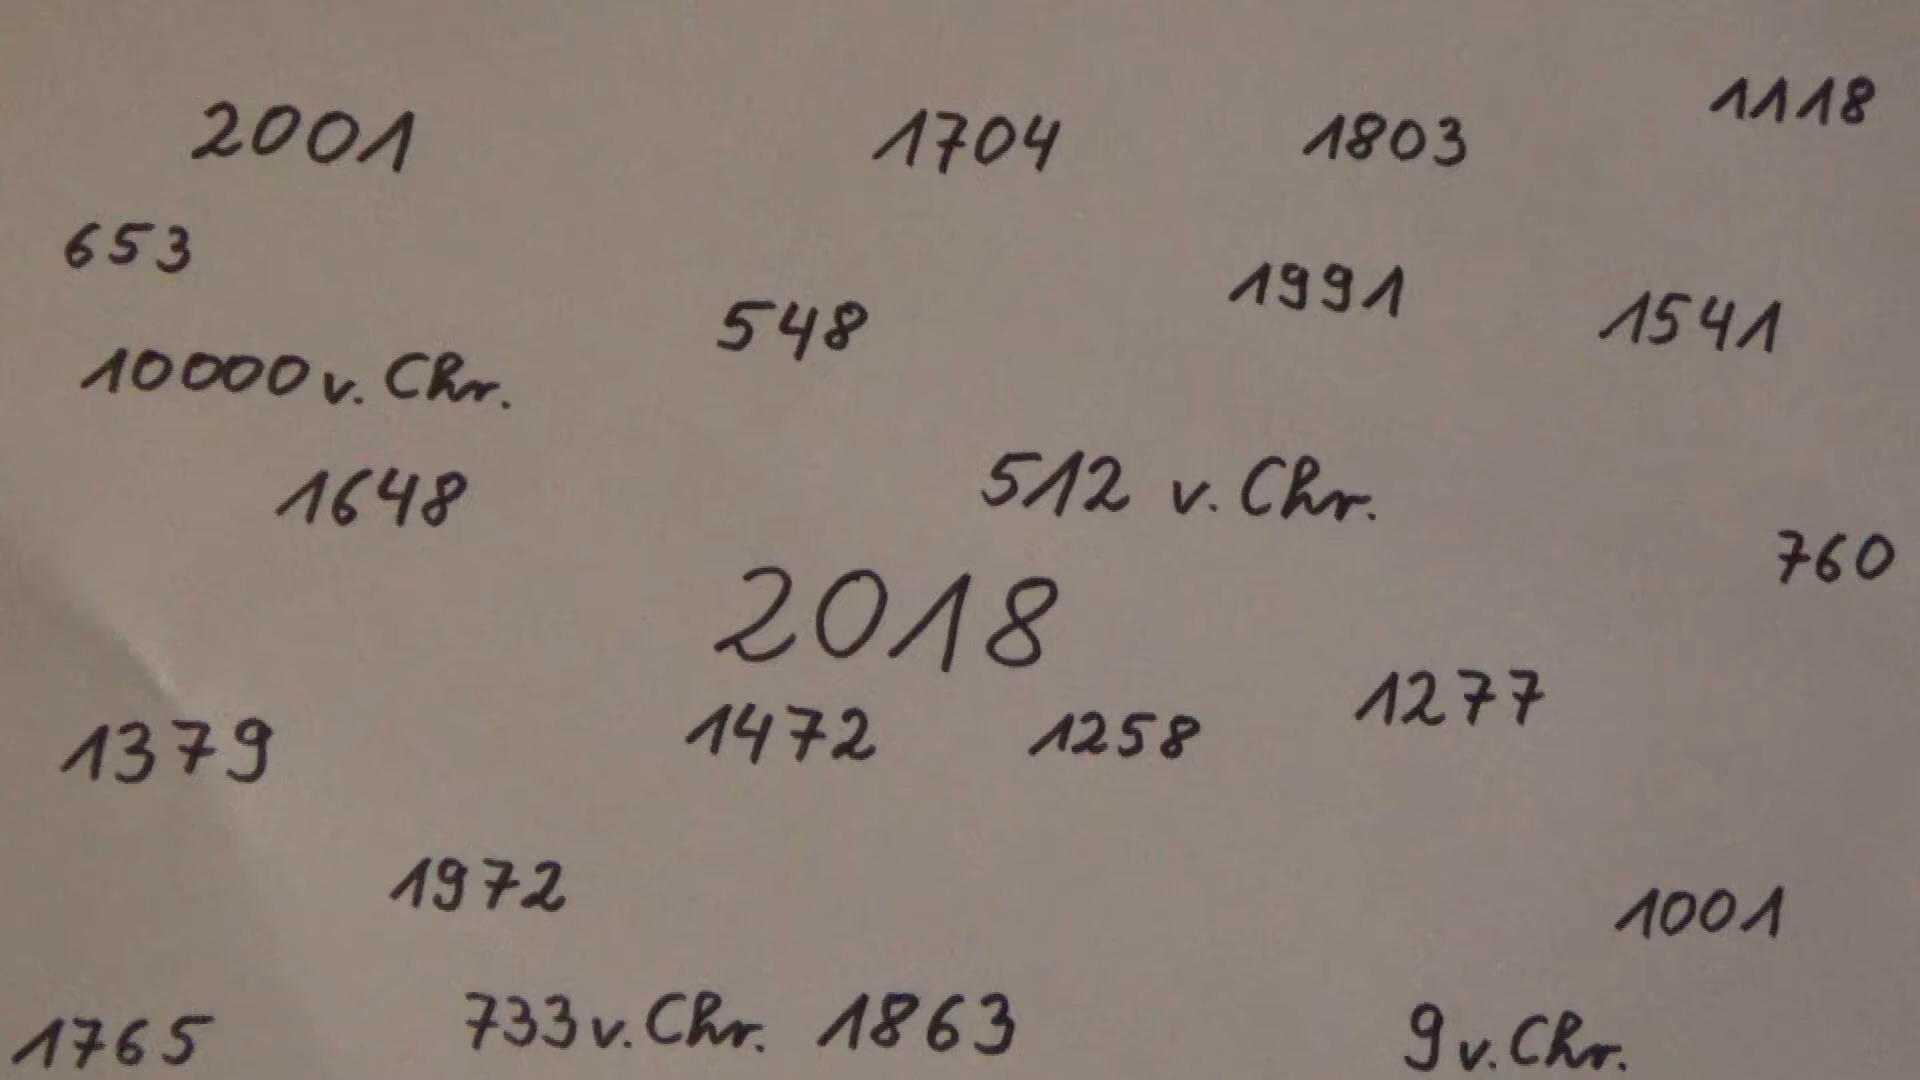 2001 1704 1803 1118
653 548 1991 1541
10000 v. Chr.
1648 512 v. Chr. 760
2018
1379 1472 1258 1277
1972 1001
1765 733 v. Chr. 1863 9 v. Chr.